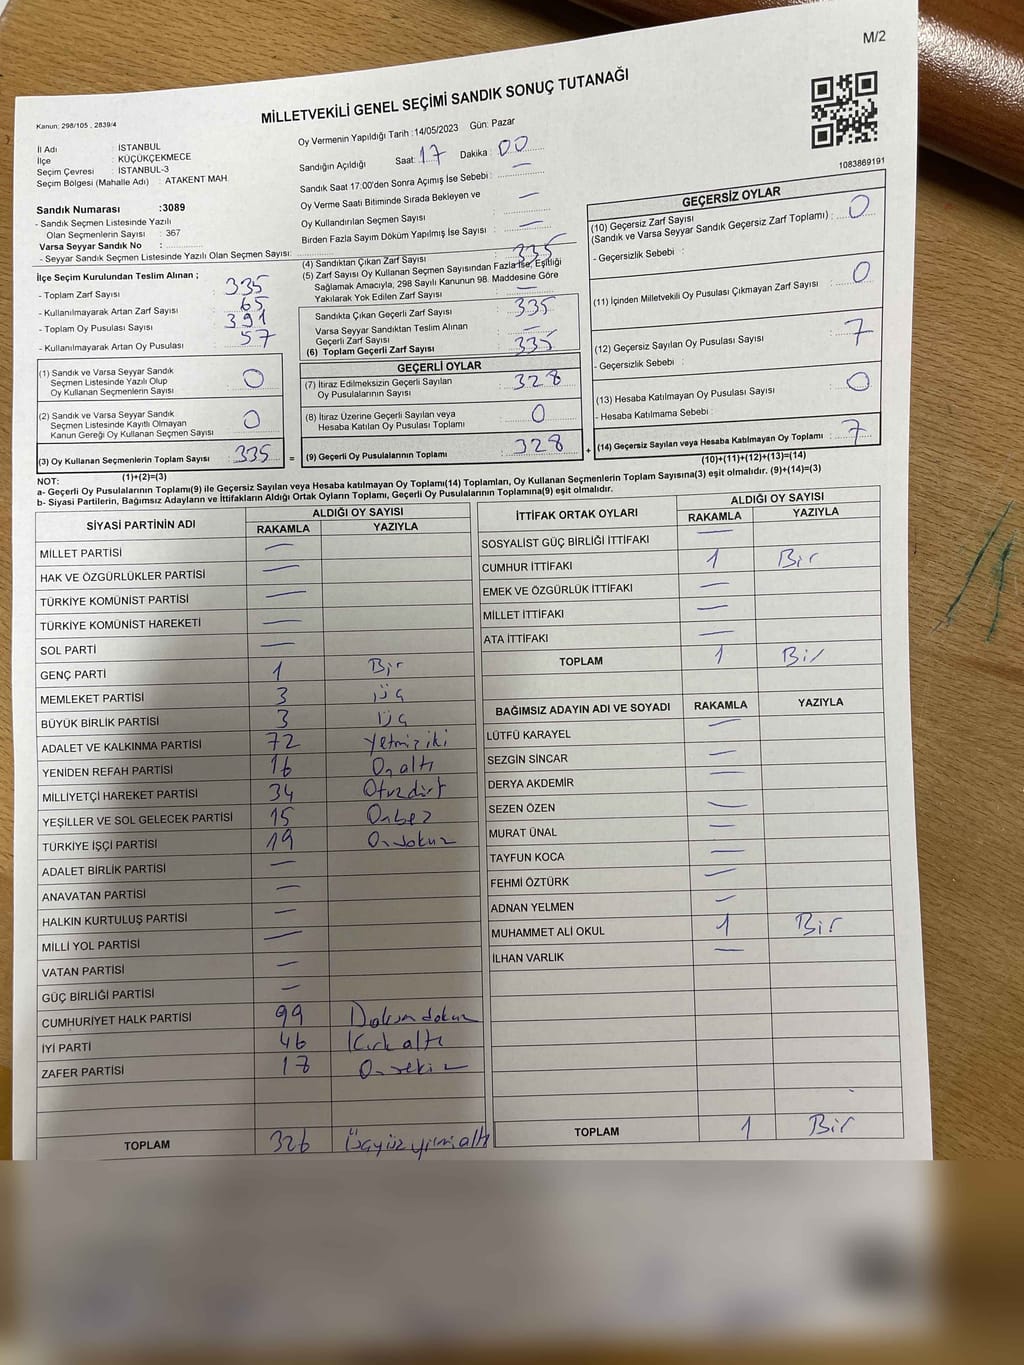 M/2
MİLLETVEKİLİ GENEL SEÇİMİ SANDIK SONUÇ TUTANAĞI
Kanun: 298/105 , 2839/4
İl Adı : İSTANBUL
İlçe : KÜÇÜKÇEKMECE
Seçim Çevresi : İSTANBUL-3
Seçim Bölgesi (Mahalle Adı) : ATAKENT MAH.
Oy Vermenin Yapıldığı Tarih :14/05/2023 Gün: Pazar
Sandığın Açıldığı Saat: 17 Dakika : 00
Sandık Saat 17:00'den Sonra Açımış İse Sebebi : —
Oy Verme Saati Bitiminde Sırada Bekleyen ve
Oy Kullandırılan Seçmen Sayısı : —
Birden Fazla Sayım Döküm Yapılmış İse Sayısı : —
1083869191
Sandık Numarası :3089
- Sandık Seçmen Listesinde Yazılı
Olan Seçmenlerin Sayısı : 367
Varsa Seyyar Sandık No :
- Seyyar Sandık Seçmen Listesinde Yazılı Olan Seçmen Sayısı:
İlçe Seçim Kurulundan Teslim Alınan ;
- Toplam Zarf Sayısı : 335
- Kullanılmayarak Artan Zarf Sayısı : 65
- Toplam Oy Pusulası Sayısı : 391
- Kullanılmayarak Artan Oy Pusulası : 57
(1) Sandık ve Varsa Seyyar Sandık
Seçmen Listesinde Yazılı Olup
Oy Kullanan Seçmenlerin Sayısı : 0
(2) Sandık ve Varsa Seyyar Sandık
Seçmen Listesinde Kayıtlı Olmayan
Kanun Gereği Oy Kullanan Seçmen Sayısı : 0
(3) Oy Kullanan Seçmenlerin Toplam Sayısı : 335
(1)+(2)=(3)
(4) Sandıktan Çıkan Zarf Sayısı : 335
(5) Zarf Sayısı Oy Kullanan Seçmen Sayısından Fazla İse, Eşitliği
Sağlamak Amacıyla, 298 Sayılı Kanunun 98. Maddesine Göre
Yakılarak Yok Edilen Zarf Sayısı : —
Sandıkta Çıkan Geçerli Zarf Sayısı : 335
Varsa Seyyar Sandıktan Teslim Alınan
Geçerli Zarf Sayısı : —
(6) Toplam Geçerli Zarf Sayısı : 335
GEÇERLİ OYLAR
(7) İtiraz Edilmeksizin Geçerli Sayılan
Oy Pusulalarının Sayısı : 328
(8) İtiraz Üzerine Geçerli Sayılan veya
Hesaba Katılan Oy Pusulası Toplamı : 0
= (9) Geçerli Oy Pusulalarının Toplamı : 328
GEÇERSİZ OYLAR
(10) Geçersiz Zarf Sayısı
(Sandık ve Varsa Seyyar Sandık Geçersiz Zarf Toplamı) : 0
- Geçersizlik Sebebi :
(11) İçinden Milletvekili Oy Pusulası Çıkmayan Zarf Sayısı : 0
(12) Geçersiz Sayılan Oy Pusulası Sayısı : 7
- Geçersizlik Sebebi :
(13) Hesaba Katılmayan Oy Pusulası Sayısı : 0
- Hesaba Katılmama Sebebi :
+ (14) Geçersiz Sayılan veya Hesaba Katılmayan Oy Toplamı : 7
(10)+(11)+(12)+(13)=(14)
NOT:
a- Geçerli Oy Pusulalarının Toplamı(9) ile Geçersiz Sayılan veya Hesaba katılmayan Oy Toplamı(14) Toplamları, Oy Kullanan Seçmenlerin Toplam Sayısına(3) eşit olmalıdır. (9)+(14)=(3)
b- Siyasi Partilerin, Bağımsız Adayların ve İttifakların Aldığı Ortak Oyların Toplamı, Geçerli Oy Pusulalarının Toplamına(9) eşit olmalıdır.
SİYASİ PARTİNİN ADI ALDIĞI OY SAYISI
RAKAMLA YAZIYLA
MİLLET PARTİSİ —
HAK VE ÖZGÜRLÜKLER PARTİSİ —
TÜRKİYE KOMÜNİST PARTİSİ —
TÜRKİYE KOMÜNİST HAREKETİ —
SOL PARTİ —
GENÇ PARTİ 1 Bir
MEMLEKET PARTİSİ 3 üç
BÜYÜK BİRLİK PARTİSİ 3 üç
ADALET VE KALKINMA PARTİSİ 72 Yetmiş iki
YENİDEN REFAH PARTİSİ 16 On altı
MİLLİYETÇİ HAREKET PARTİSİ 34 Otuzdört
YEŞİLLER VE SOL GELECEK PARTİSİ 15 Onbeş
TÜRKİYE İŞÇİ PARTİSİ 19 Ondokuz
ADALET BİRLİK PARTİSİ —
ANAVATAN PARTİSİ —
HALKIN KURTULUŞ PARTİSİ —
MİLLİ YOL PARTİSİ —
VATAN PARTİSİ —
GÜÇ BİRLİĞİ PARTİSİ —
CUMHURİYET HALK PARTİSİ 99 Doksan dokuz
İYİ PARTİ 46 Kırk altı
ZAFER PARTİSİ 18 On sekiz
TOPLAM 326 Üçyüz yirmi altı
İTTİFAK ORTAK OYLARI ALDIĞI OY SAYISI
RAKAMLA YAZIYLA
SOSYALİST GÜÇ BİRLİĞİ İTTİFAKI —
CUMHUR İTTİFAKI 1 Bir
EMEK VE ÖZGÜRLÜK İTTİFAKI —
MİLLET İTTİFAKI —
ATA İTTİFAKI —
TOPLAM 1 Bir
BAĞIMSIZ ADAYIN ADI VE SOYADI RAKAMLA YAZIYLA
LÜTFÜ KARAYEL —
SEZGİN SİNCAR —
DERYA AKDEMİR —
SEZEN ÖZEN —
MURAT ÜNAL —
TAYFUN KOCA —
FEHMİ ÖZTÜRK —
ADNAN YELMEN —
MUHAMMET ALİ OKUL 1 Bir
İLHAN VARLIK —
TOPLAM 1 Bir